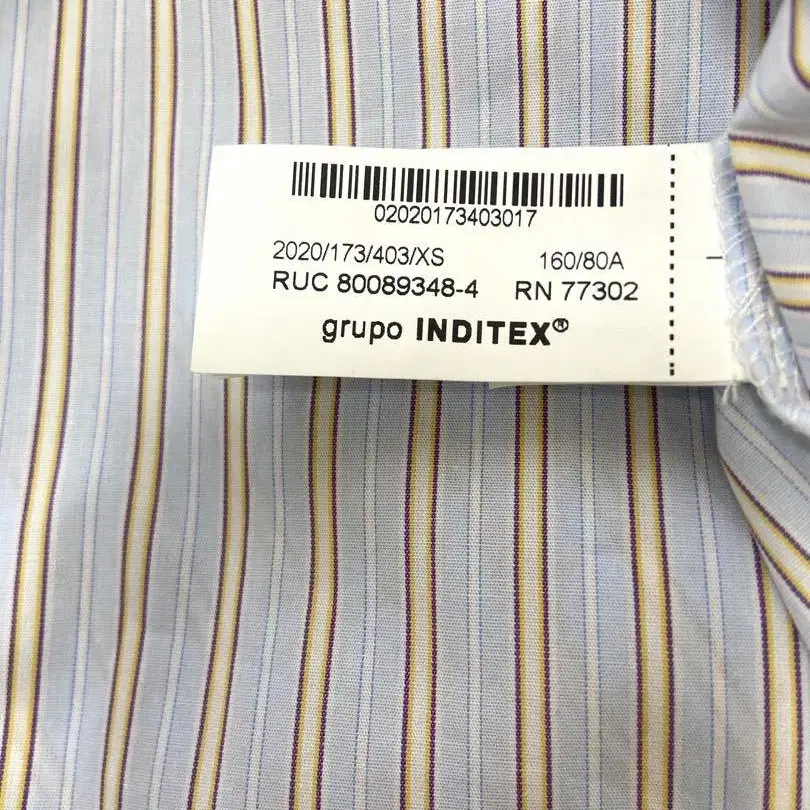 02020173403017
2020/173/403/XS 160/80A
RUC 80089348-4 RN 77302
grupo INDITEX®